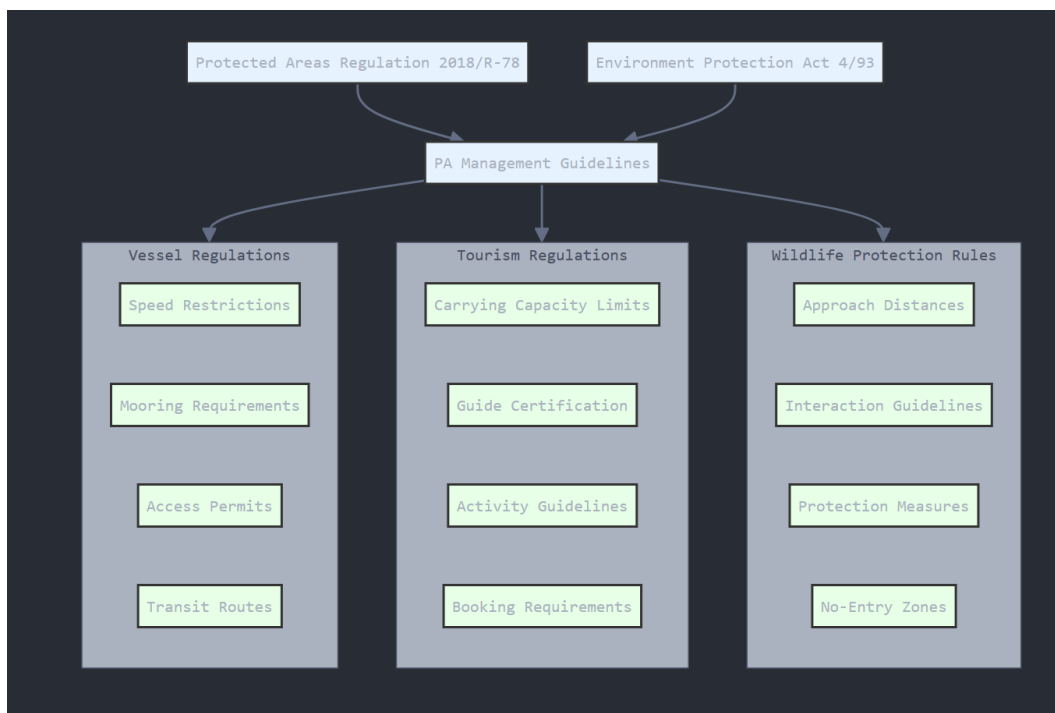 Protected Areas Regulation 2018/R-78
Environment Protection Act 4/93
PA Management Guidelines
Vessel Regulations
Speed Restrictions
Mooring Requirements
Access Permits
Transit Routes
Tourism Regulations
Carrying Capacity Limits
Guide Certification
Activity Guidelines
Booking Requirements
Wildlife Protection Rules
Approach Distances
Interaction Guidelines
Protection Measures
No-Entry Zones